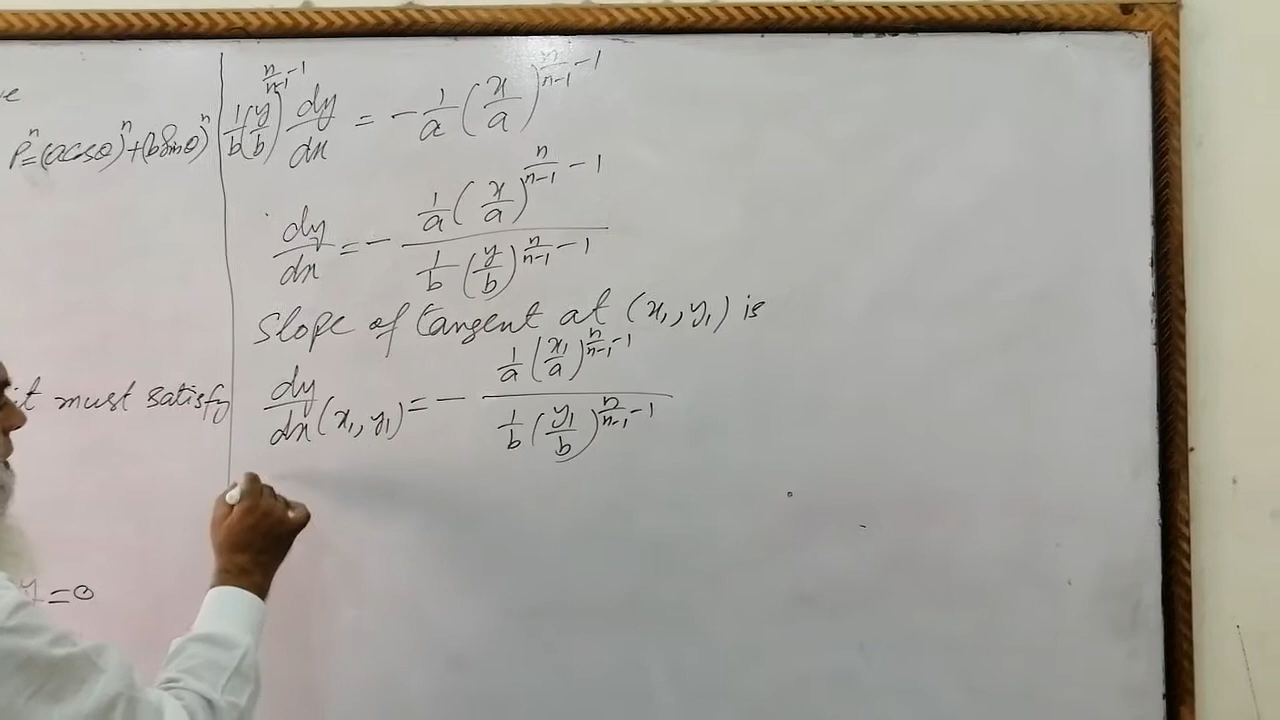 e
pⁿ=(acosθ)ⁿ+(bSinθ)ⁿ
it must satisfy
y=0
1/b(y/b)^(n/(n-1)-1) dy/dx = -1/a(x/a)^(n/(n-1)-1)
dy/dx = - (1/a(x/a)^(n/(n-1)-1))/(1/b(y/b)^(n/(n-1)-1))
Slope of tangent at (x₁, y₁) is
dy/dx(x₁, y₁) = - (1/a(x₁/a)^(n/(n-1)-1))/(1/b(y₁/b)^(n/(n-1)-1))